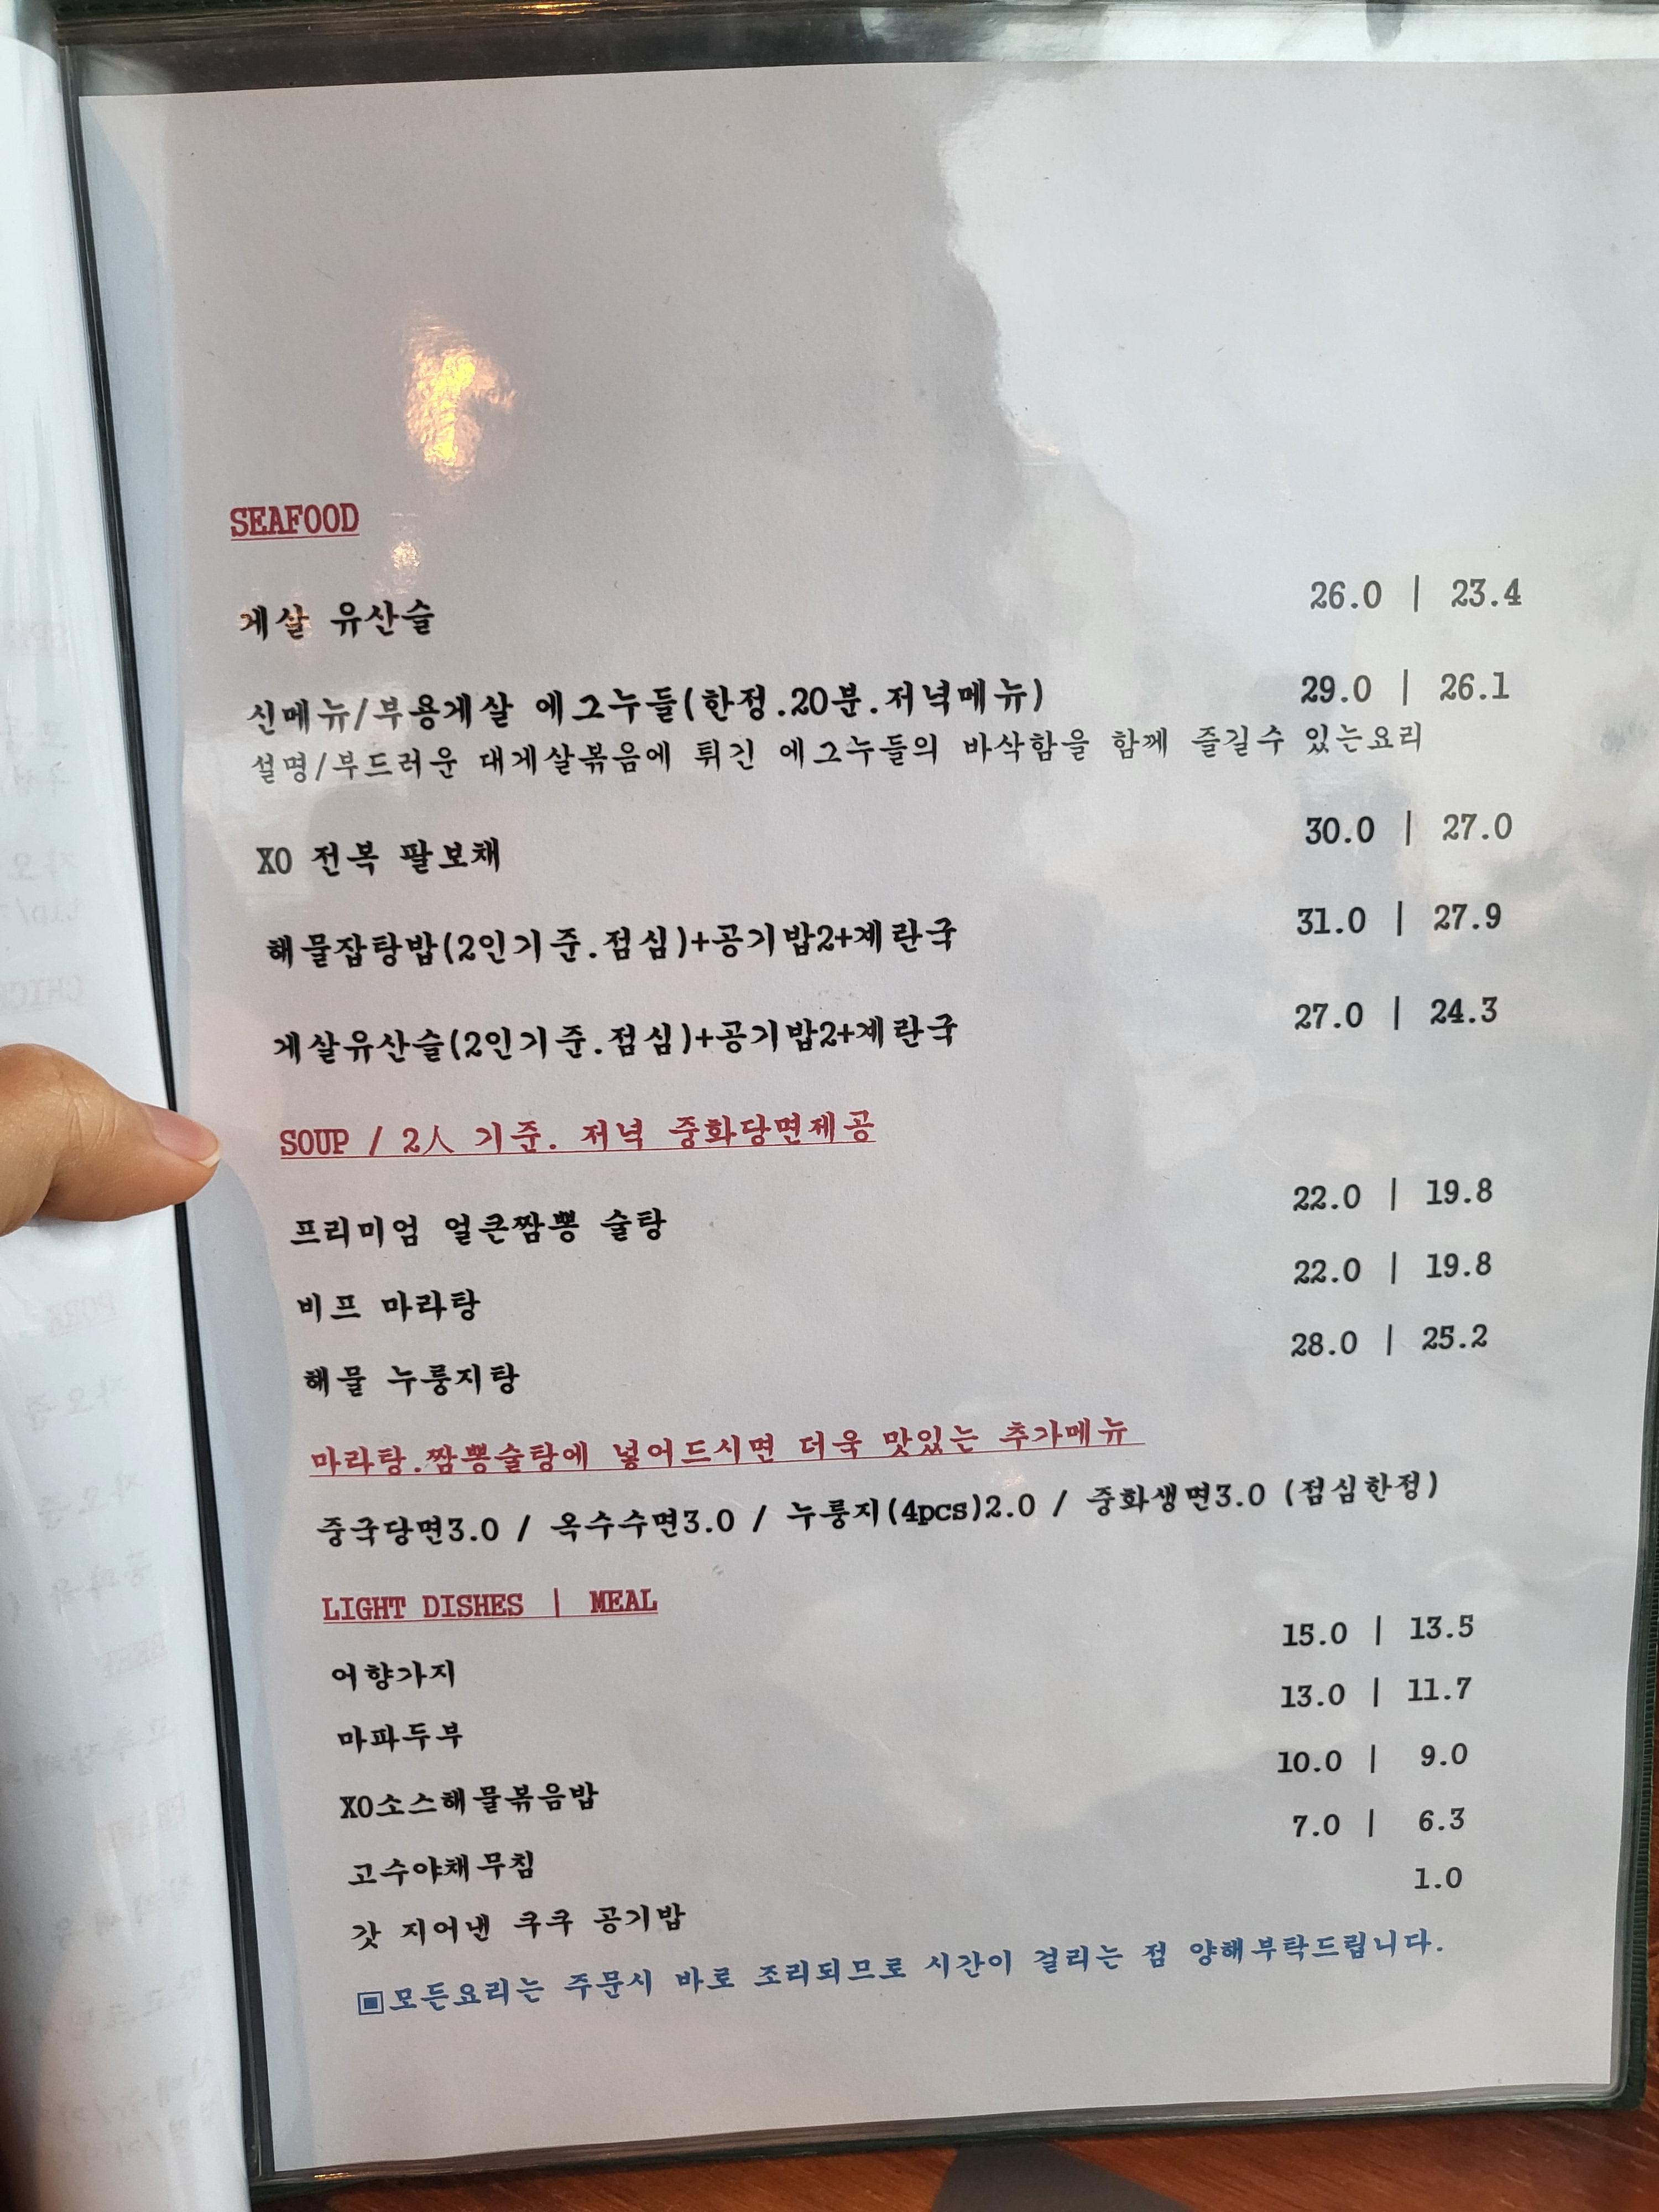 SEAFOOD
게살 유산슬 26.0 | 23.4
신메뉴/부용게살 에그누들(한정.20분.저녁메뉴) 29.0 | 26.1
설명/부드러운 대게살볶음에 튀긴 에그누들의 바삭함을 함께 즐길수 있는요리
XO 전복 팔보채 30.0 | 27.0
해물잡탕밥(2인기준.점심)+공기밥2+계란국 31.0 | 27.9
게살유산슬(2인기준.점심)+공기밥2+계란국 27.0 | 24.3
SOUP / 2人 기준. 저녁 중화당면제공
프리미엄 얼큰짬뽕 술탕 22.0 | 19.8
비프 마라탕 22.0 | 19.8
해물 누룽지탕 28.0 | 25.2
마라탕.짬뽕술탕에 넣어드시면 더욱 맛있는 추가메뉴
중국당면3.0 / 옥수수면3.0 / 누룽지(4pcs)2.0 / 중화생면3.0 (점심한정)
LIGHT DISHES | MEAL
어향가지 15.0 | 13.5
마파두부 13.0 | 11.7
XO소스해물볶음밥 10.0 | 9.0
고수야채무침 7.0 | 6.3
갓 지어낸 쿠쿠 공기밥 1.0
▣모든요리는 주문시 바로 조리되므로 시간이 걸리는 점 양해부탁드립니다.